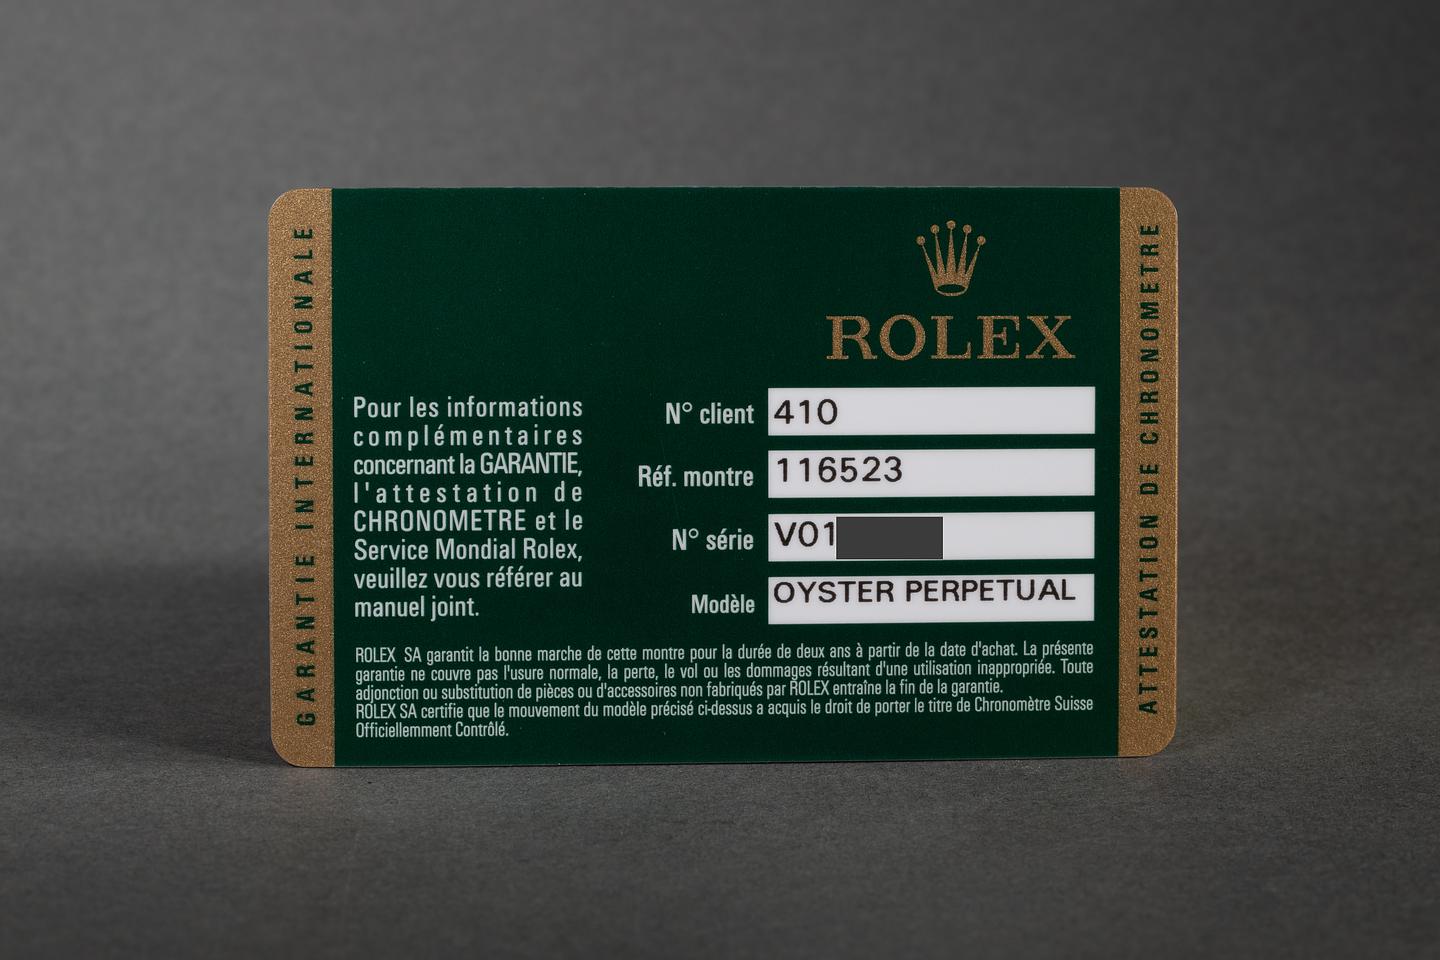 GARANTIE INTERNATIONALE
ROLEX
Pour les informations
complémentaires
concernant la GARANTIE,
l'attestation de
CHRONOMETRE et le
Service Mondial Rolex,
veuillez vous référer au
manuel joint.
N° client 410
Réf. montre 116523
N° série V01
Modèle OYSTER PERPETUAL
ROLEX SA garantit la bonne marche de cette montre pour la durée de deux ans à partir de la date d'achat. La présente
garantie ne couvre pas l'usure normale, la perte, le vol ou les dommages résultant d'une utilisation inappropriée. Toute
adjonction ou substitution de pièces ou d'accessoires non fabriqués par ROLEX entraîne la fin de la garantie.
ROLEX SA certifie que le mouvement du modèle précisé ci-dessus a acquis le droit de porter le titre de Chronomètre Suisse
Officiellemment Contrôlé.
ATTESTATION DE CHRONOMETRE